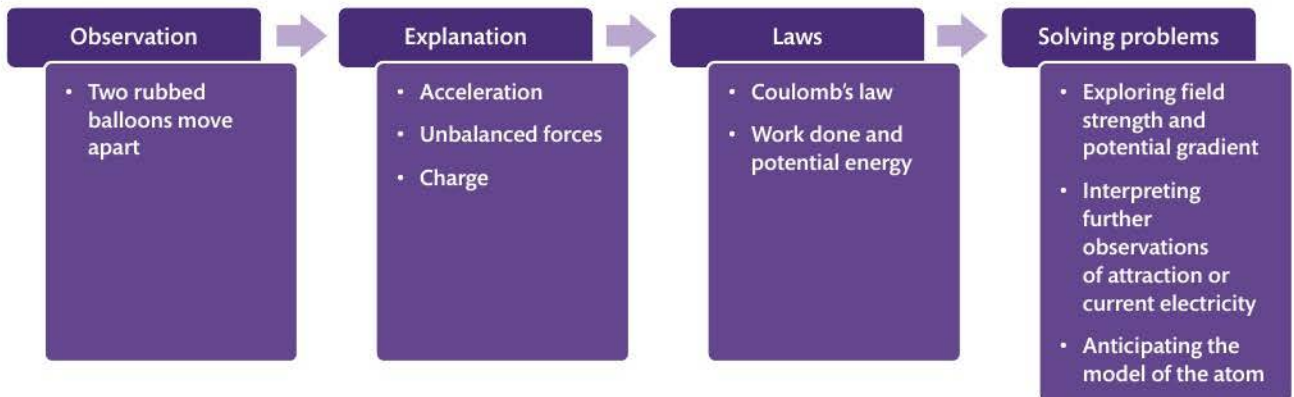 Observation
• Two rubbed
balloons move
apart
Explanation
• Acceleration
• Unbalanced forces
• Charge
Laws
• Coulomb’s law
• Work done and
potential energy
Solving problems
• Exploring field
strength and
potential gradient
• Interpreting
further
observations
of attraction or
current electricity
• Anticipating the
model of the atom